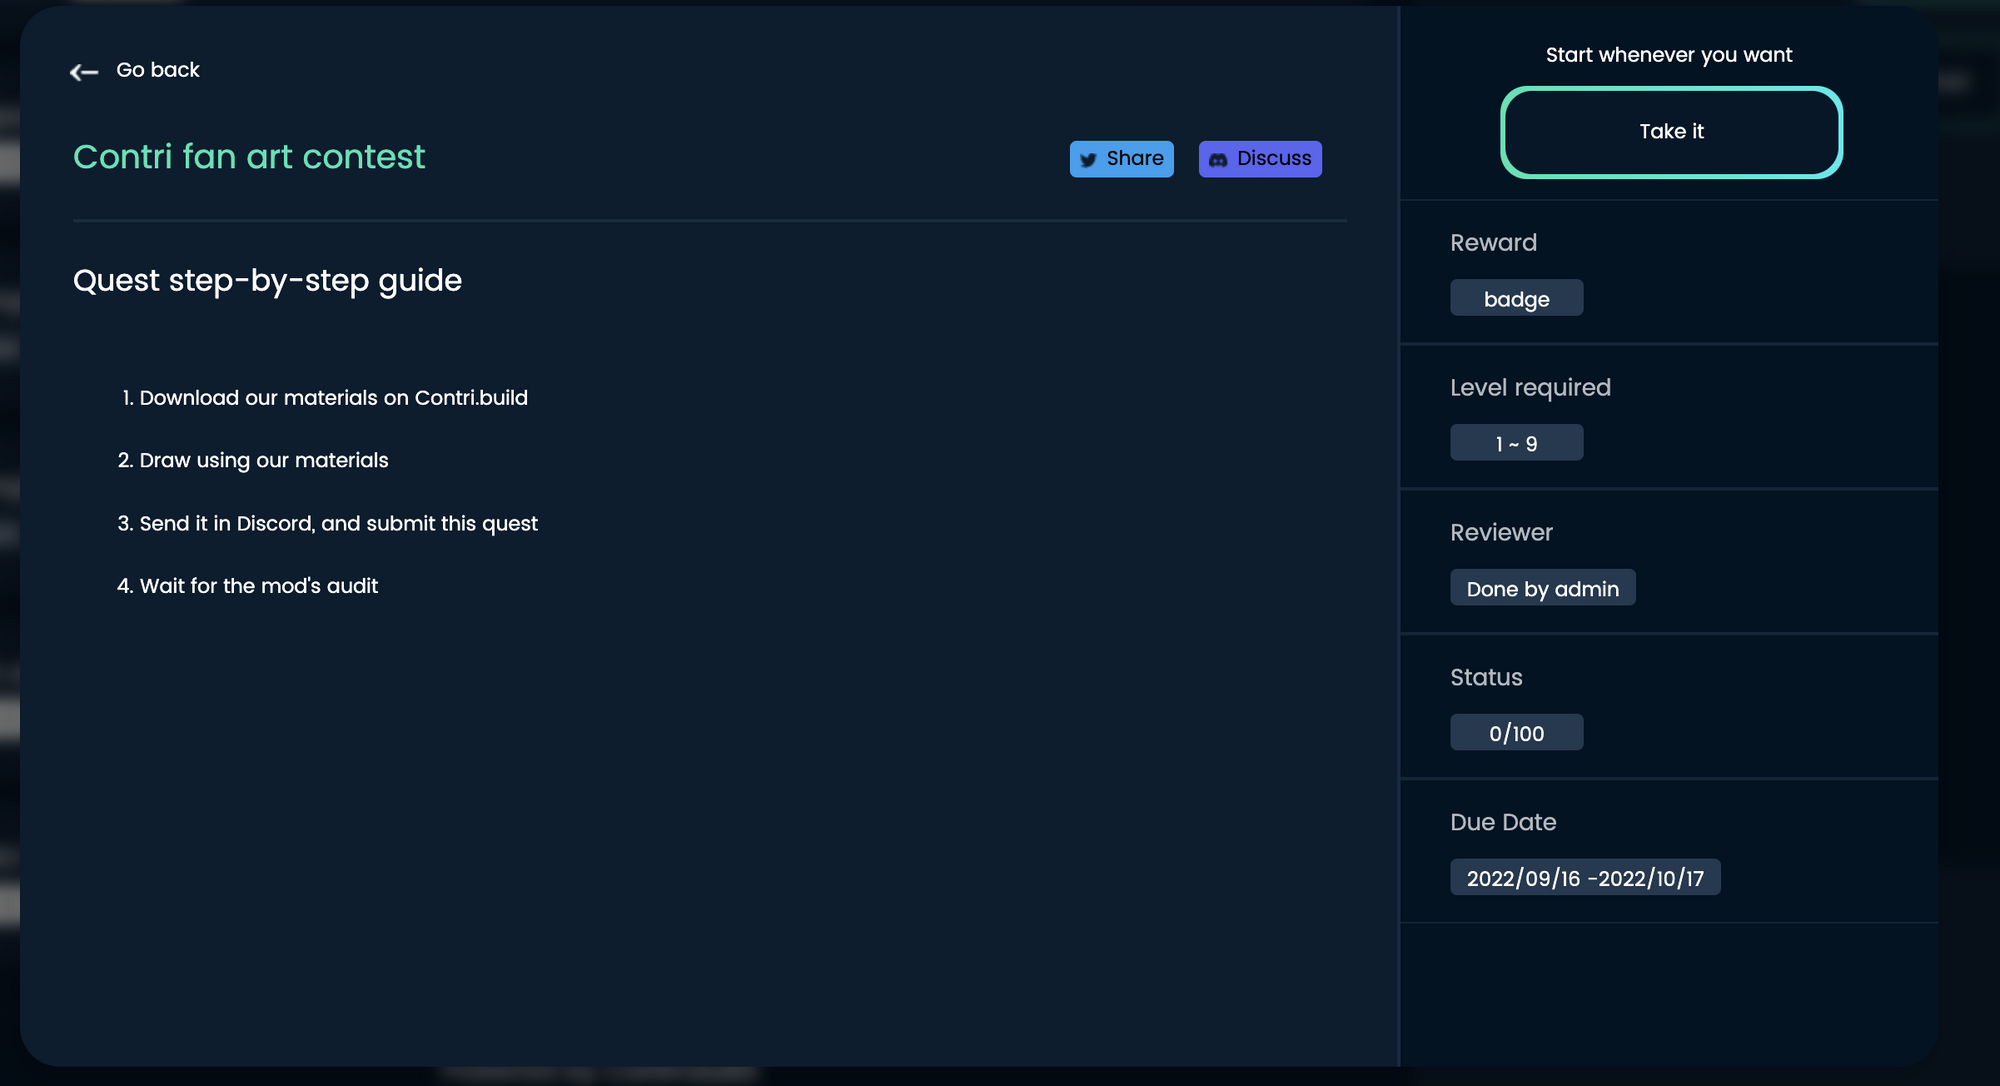 Go back
Contri fan art contest
Share
Discuss
Quest step-by-step guide
1. Download our materials on Contri.build
2. Draw using our materials
3. Send it in Discord, and submit this quest
4. Wait for the mod's audit
Start whenever you want
Take it
Reward
badge
Level required
1 ~ 9
Reviewer
Done by admin
Status
0/100
Due Date
2022/09/16 -2022/10/17